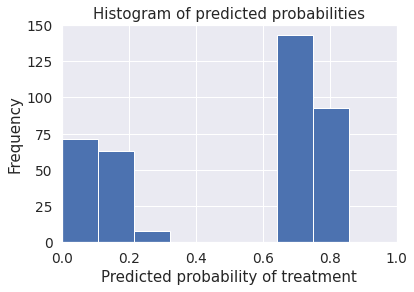 Histogram of predicted probabilities
150
125
100
75
50
25
0
Frequency
0.0 0.2 0.4 0.6 0.8 1.0
Predicted probability of treatment